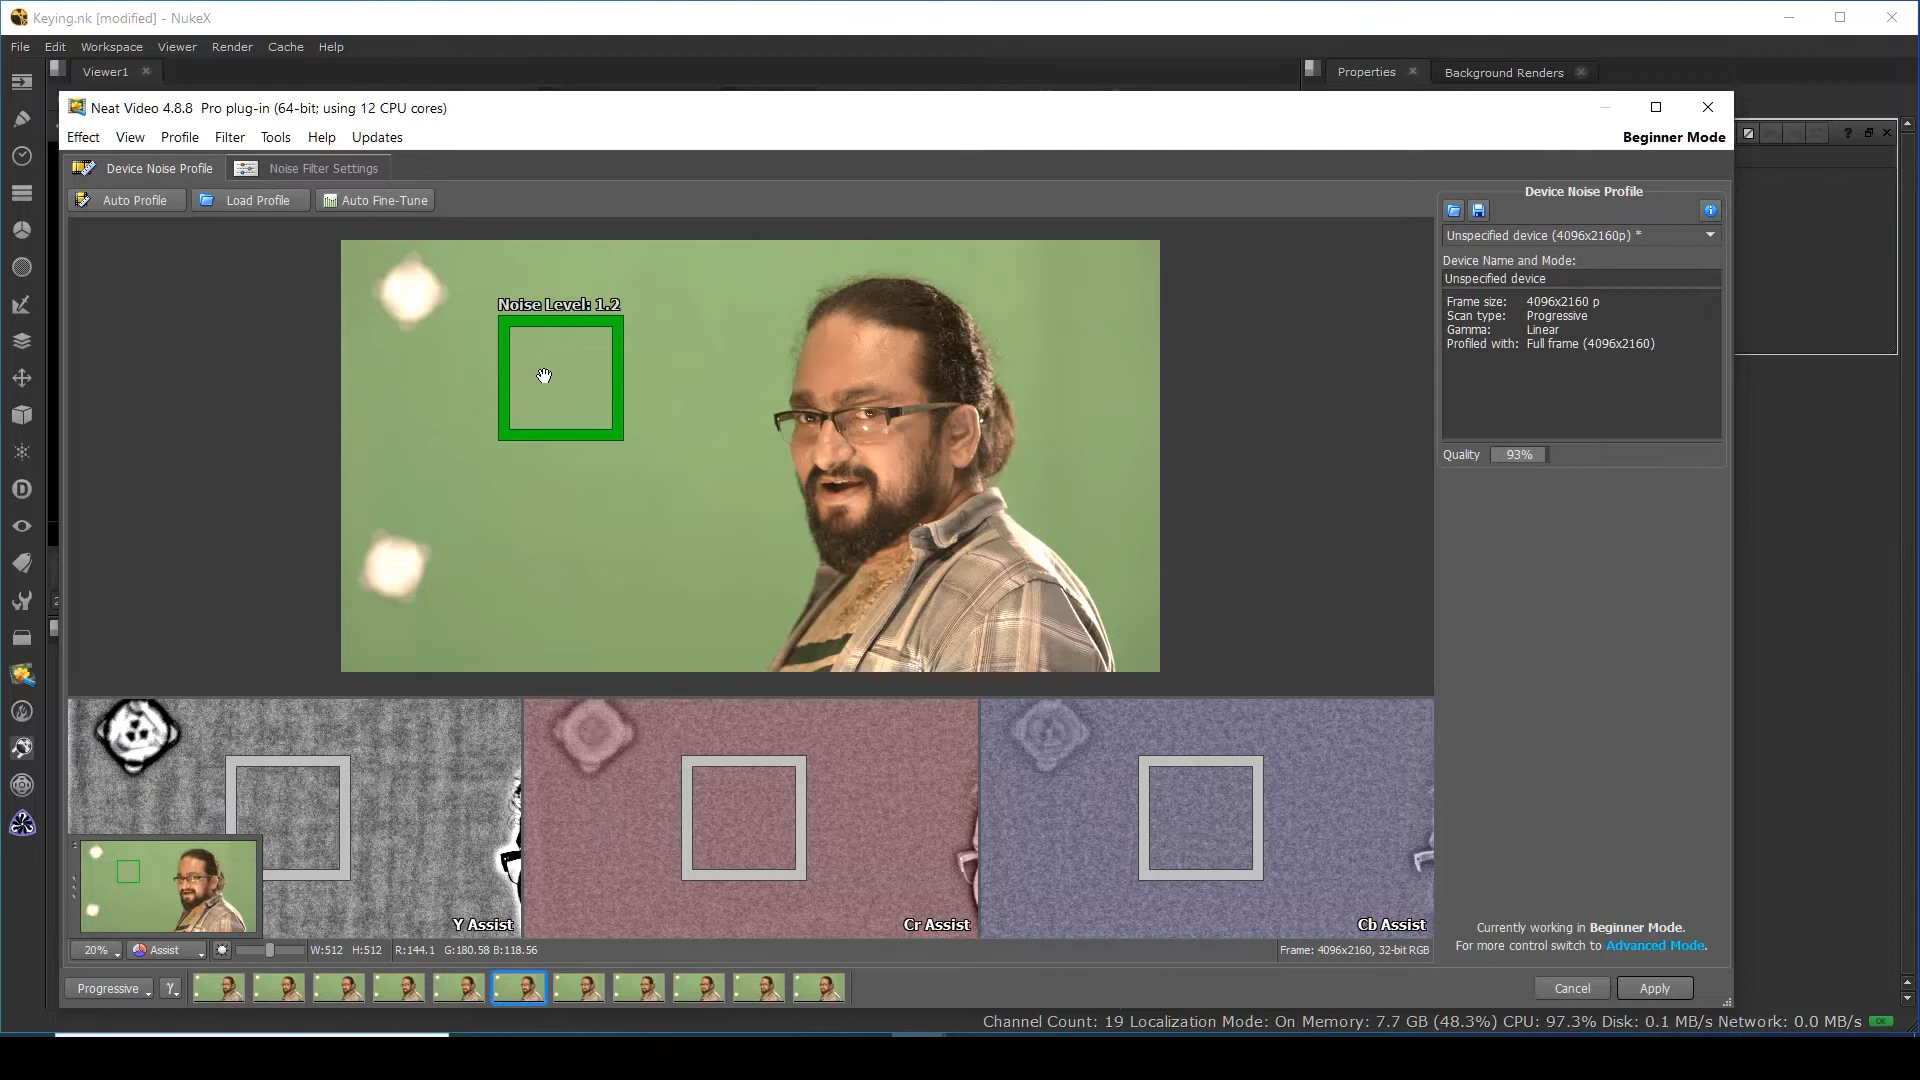 Keying.nk [modified] - NukeX
File Edit Workspace Viewer Render Cache Help
Viewer1
Properties
Background Renders
Neat Video 4.8.8 Pro plug-in (64-bit; using 12 CPU cores)
Effect View Profile Filter Tools Help Updates
Beginner Mode
Device Noise Profile
Noise Filter Settings
Auto Profile
Load Profile
Auto Fine-Tune
Device Noise Profile
Unspecified device (4096x2160p) *
Device Name and Mode:
Unspecified device
Frame size: 4096x2160 p
Scan type: Progressive
Gamma: Linear
Profiled with: Full frame (4096x2160)
Quality 93%
Noise Level: 1.2
Y Assist
Cr Assist
Cb Assist
Currently working in Beginner Mode.
For more control switch to Advanced Mode.
20% Assist W:512 H:512 R:144.1 G:180.58 B:118.56
Frame: 4096x2160, 32-bit RGB
Progressive
γ
Cancel
Apply
Channel Count: 19 Localization Mode: On Memory: 7.7 GB (48.3%) CPU: 97.3% Disk: 0.1 MB/s Network: 0.0 MB/s